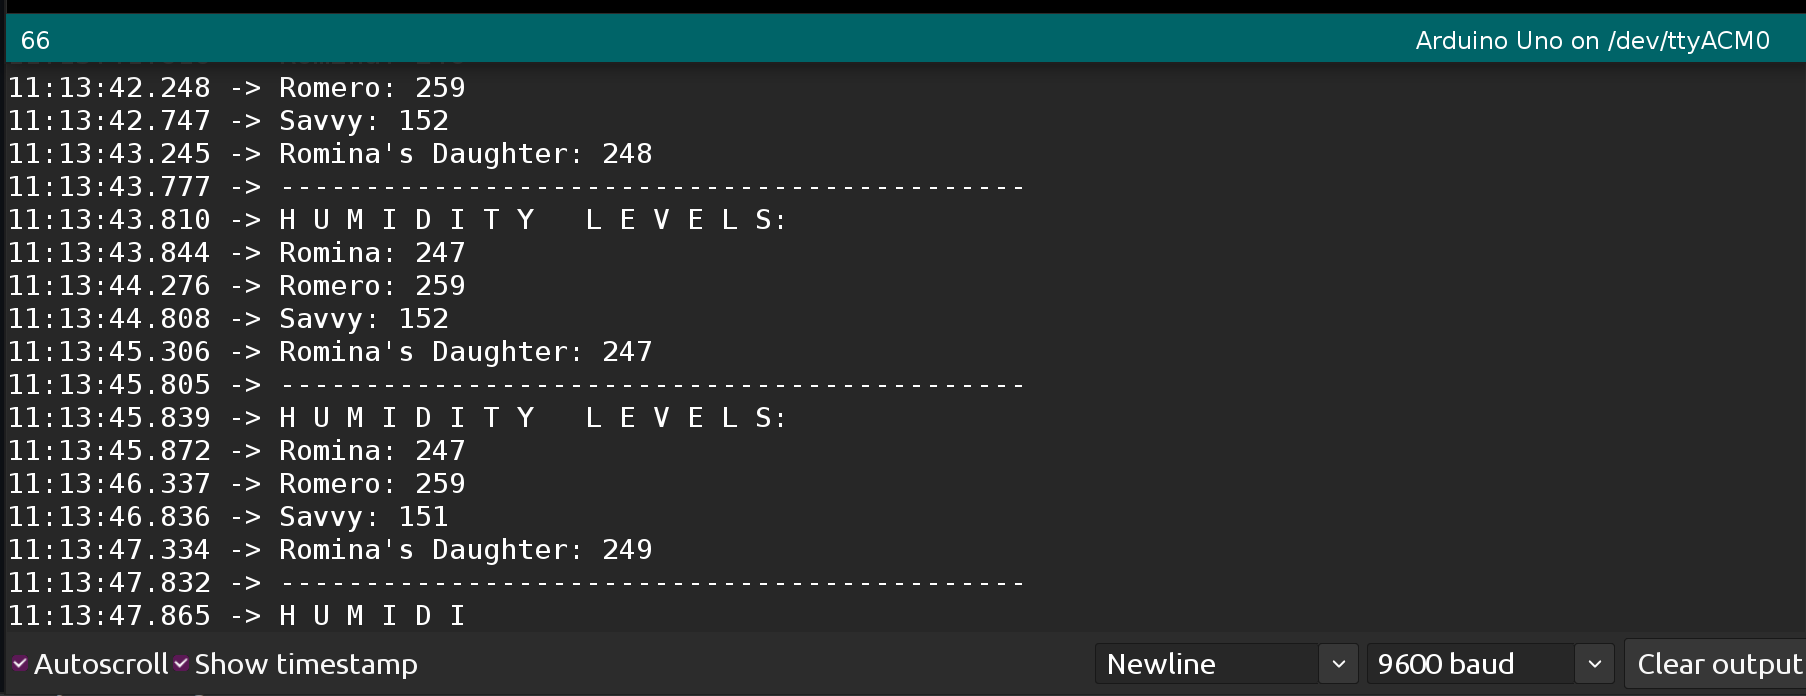 66
Arduino Uno on /dev/ttyACM0
11:13:42.248 -> Romero: 259
11:13:42.747 -> Savvy: 152
11:13:43.245 -> Romina's Daughter: 248
11:13:43.777 -> --------------------------------------------
11:13:43.810 -> H U M I D I T Y   L E V E L S:
11:13:43.844 -> Romina: 247
11:13:44.276 -> Romero: 259
11:13:44.808 -> Savvy: 152
11:13:45.306 -> Romina's Daughter: 247
11:13:45.805 -> --------------------------------------------
11:13:45.839 -> H U M I D I T Y   L E V E L S:
11:13:45.872 -> Romina: 247
11:13:46.337 -> Romero: 259
11:13:46.836 -> Savvy: 151
11:13:47.334 -> Romina's Daughter: 249
11:13:47.832 -> --------------------------------------------
11:13:47.865 -> H U M I D I
Autoscroll Show timestamp
Newline
9600 baud
Clear output